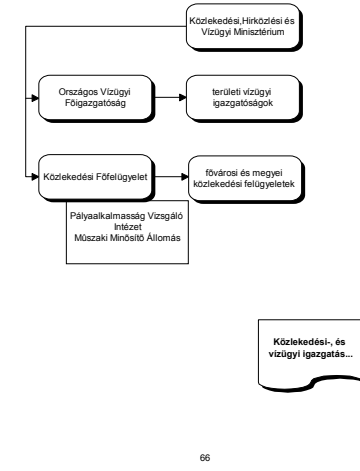 Közlekedési,Hirközlési és
Vízügyi Minisztérium
Országos Vízügyi
Főigazgatóság
területi vízügyi
igazgatóságok
Közlekedési Főfelügyelet
fővárosi és megyei
közlekedési felügyeletek
Pályaalkalmasság Vizsgáló
Intézet
Műszaki Minősítő Állomás
Közlekedési-, és
vízügyi igazgatás...
66